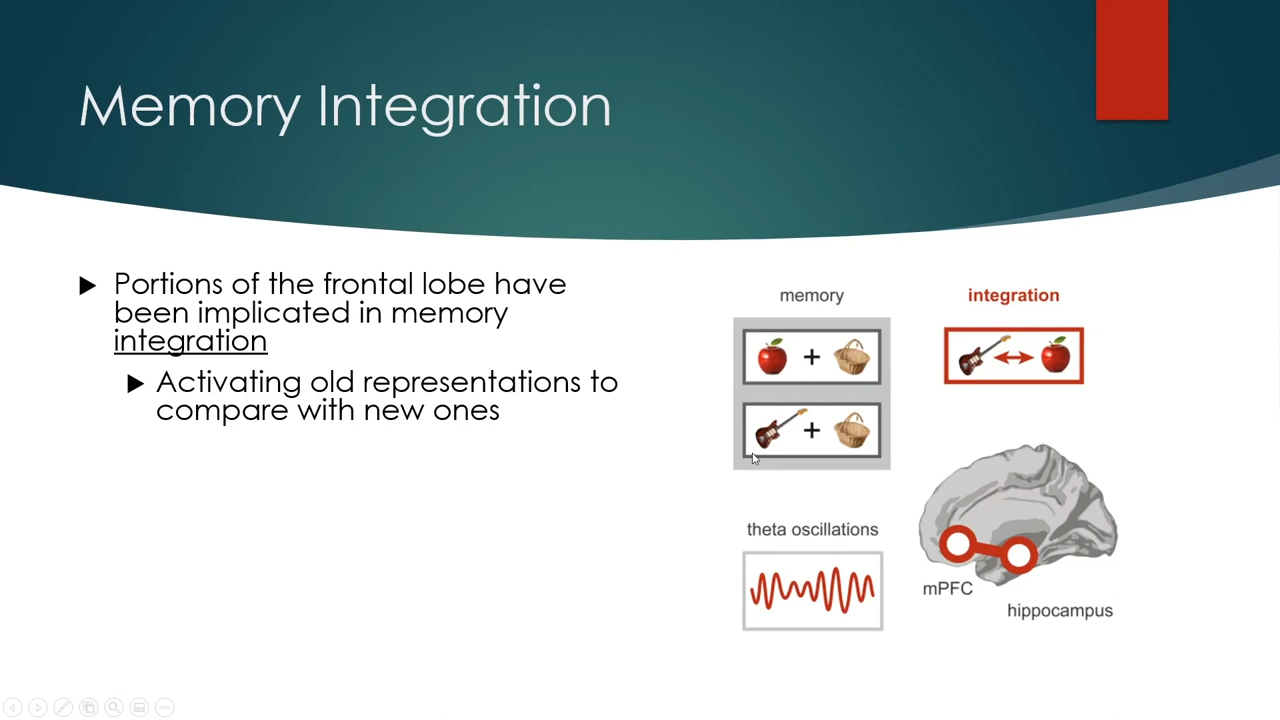 Memory Integration
Portions of the frontal lobe have
been implicated in memory
integration
Activating old representations to
compare with new ones
memory
integration
+
+
theta oscillations
mPFC
hippocampus